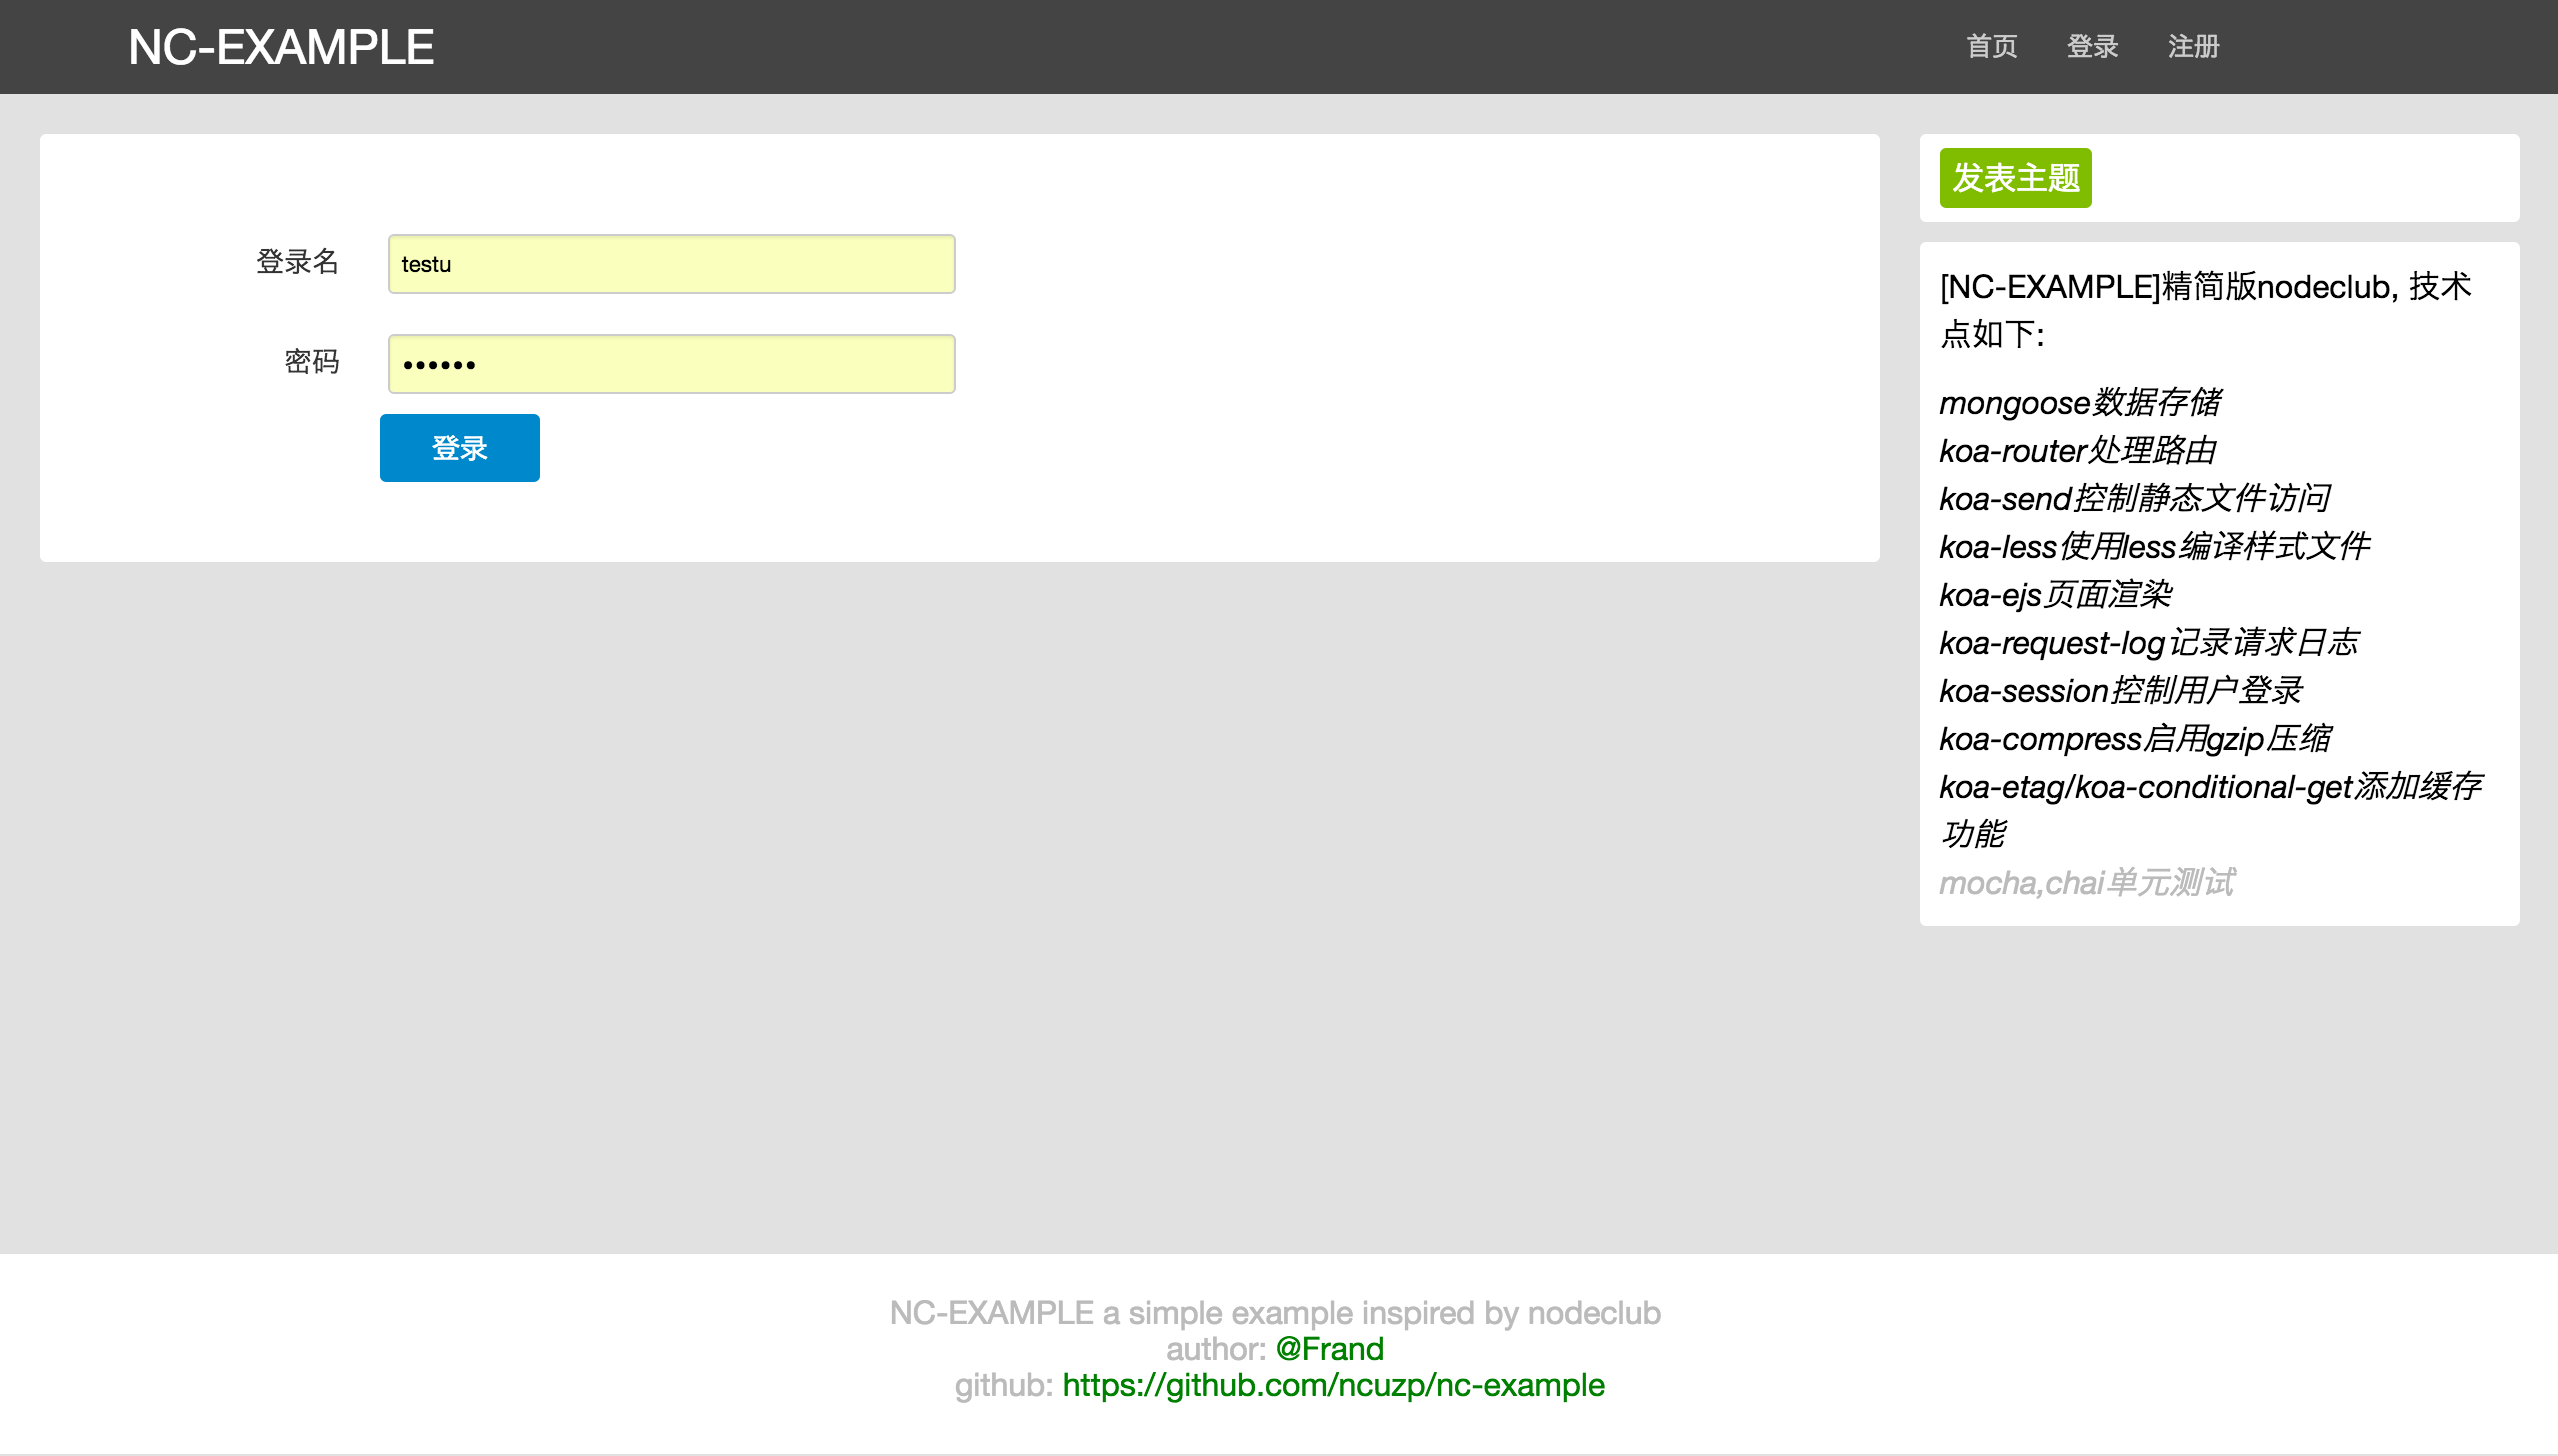 NC-EXAMPLE
首页 登录 注册
登录名 testu
密码 ••••••
登录
发表主题
[NC-EXAMPLE]精简版nodeclub, 技术
点如下:
mongoose数据存储
koa-router处理路由
koa-send控制静态文件访问
koa-less使用less编译样式文件
koa-ejs页面渲染
koa-request-log记录请求日志
koa-session控制用户登录
koa-compress启用gzip压缩
koa-etag/koa-conditional-get添加缓存
功能
mocha,chai单元测试
NC-EXAMPLE a simple example inspired by nodeclub
author: @Frand
github: https://github.com/ncuzp/nc-example